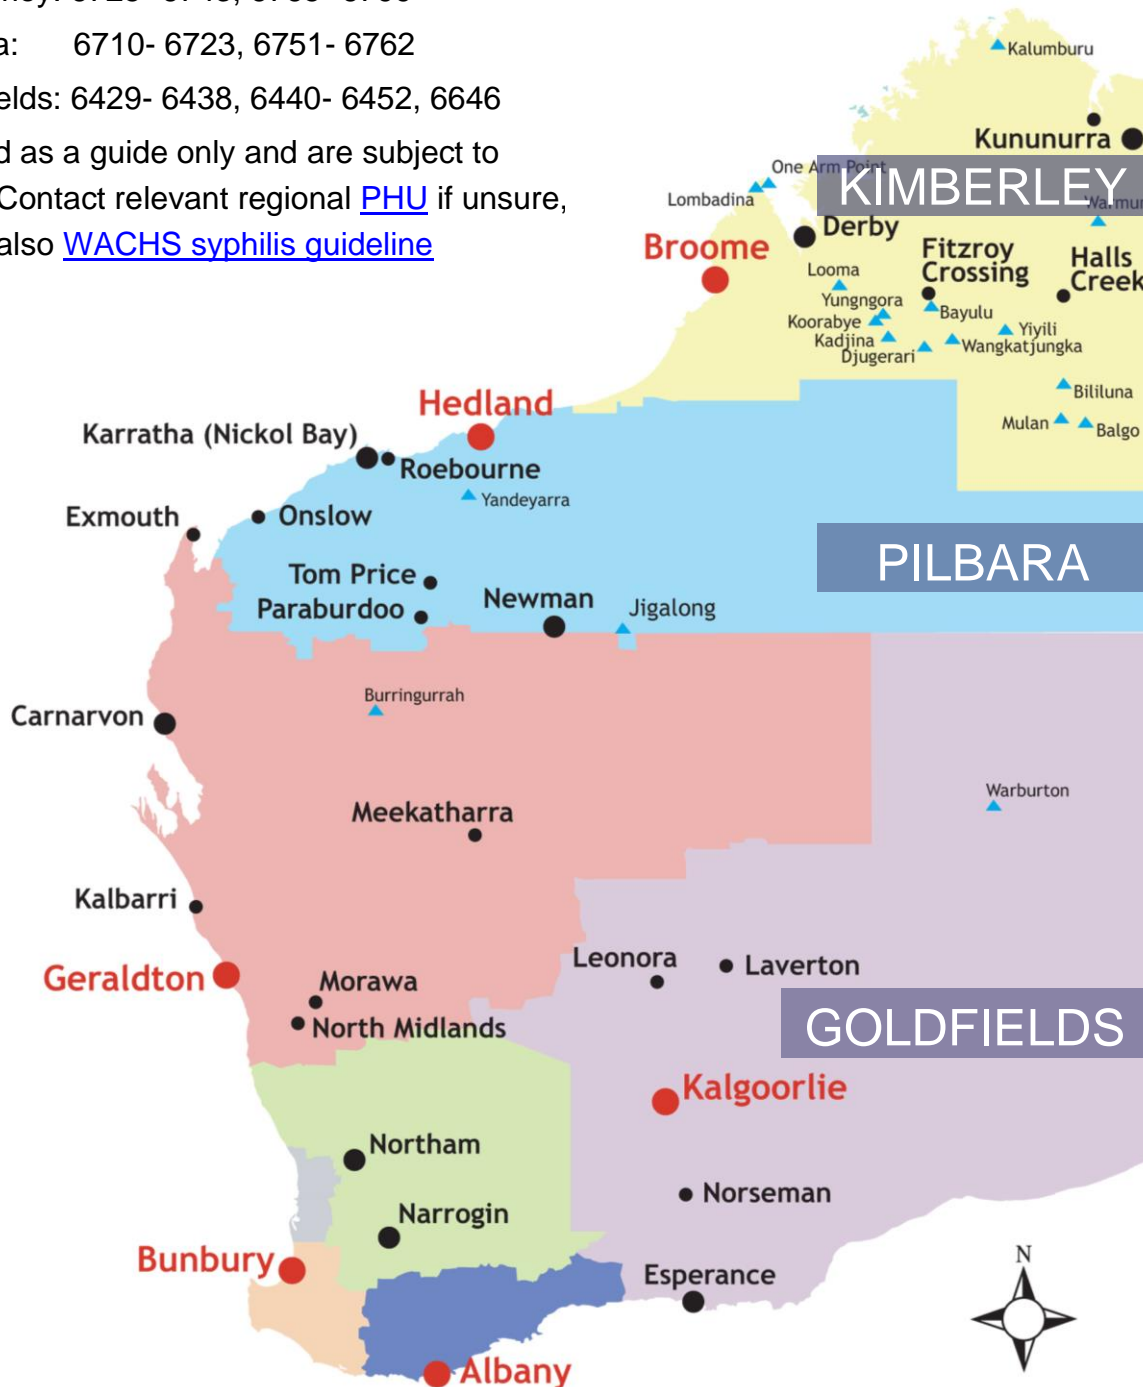 a: 6710- 6723, 6751- 6762
elds: 6429- 6438, 6440- 6452, 6646
d as a guide only and are subject to
Contact relevant regional PHU if unsure,
also WACHS syphilis guideline
Kalumburu
Kununurra
One Arm Point
KIMBERLEY
Lombadina
Derby
Broome
Fitzroy
Crossing
Halls
Creek
Looma
Yungngora
Bayulu
Koorabye
Yiyili
Kadjina
Wangkatjungka
Djugerari
Bililuna
Hedland
Mulan
Balgo
Karratha (Nickol Bay)
Roebourne
Yandeyarra
Exmouth
Onslow
PILBARA
Tom Price
Newman
Paraburdoo
Jigalong
Burringurrah
Carnarvon
Warburton
Meekatharra
Kalbarri
Leonora
Laverton
Geraldton
Morawa
North Midlands
GOLDFIELDS
Kalgoorlie
Northam
Norseman
Narrogin
Bunbury
Esperance
N
Albany